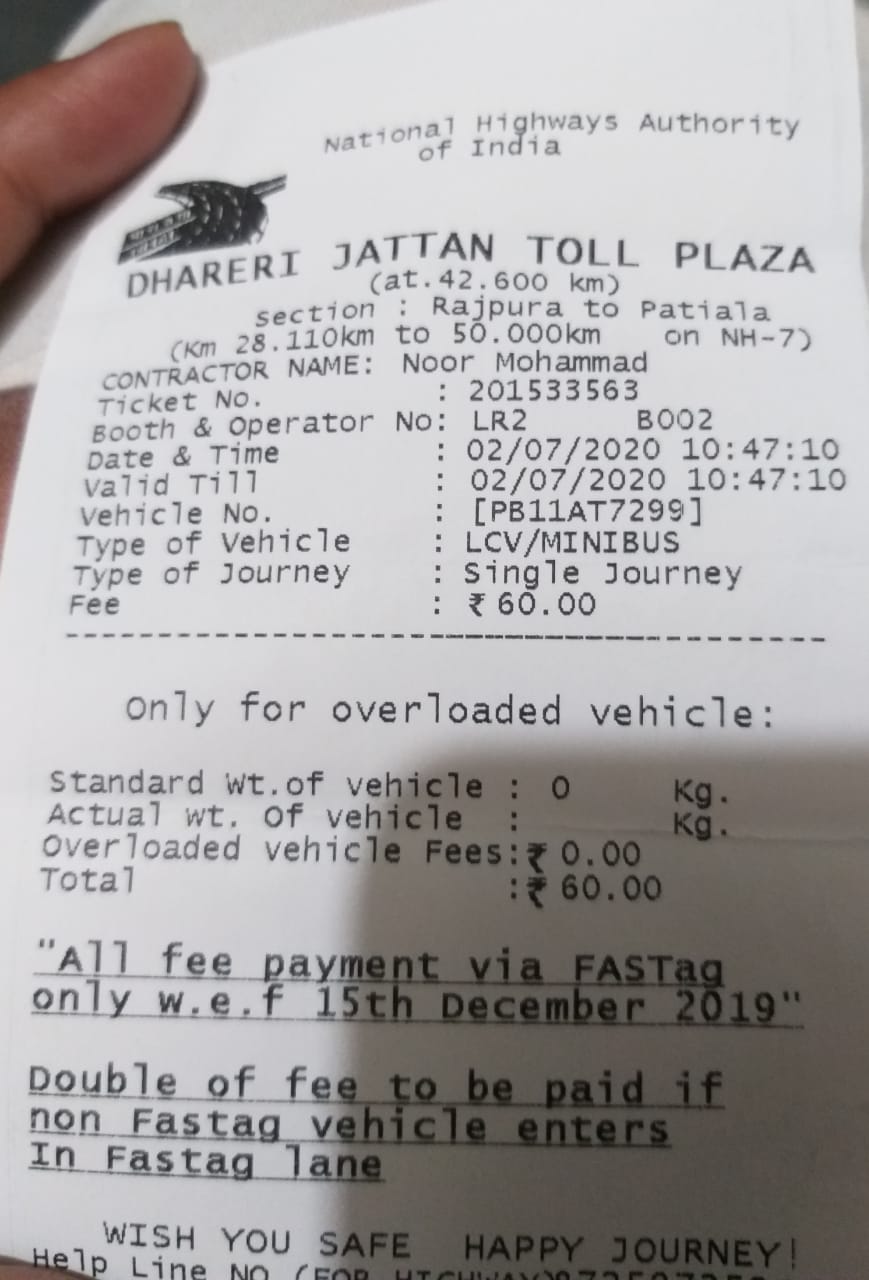 National Highways Authority
of India
DHARERI JATTAN TOLL PLAZA
(at.42.600 km)
Section : Rajpura to Patiala
(Km 28.110km to 50.000km on NH-7)
CONTRACTOR NAME: Noor Mohammad
Ticket No. : 201533563
Booth & Operator No: LR2 B002
Date & Time : 02/07/2020 10:47:10
Valid Till : 02/07/2020 10:47:10
Vehicle No. : [PB11AT7299]
Type of Vehicle : LCV/MINIBUS
Type of Journey : Single Journey
Fee : ₹ 60.00
Only for overloaded vehicle:
Standard Wt.of vehicle : 0 Kg.
Actual wt. Of vehicle : Kg.
Overloaded vehicle Fees:₹ 0.00
Total :₹ 60.00
"All fee payment via FASTag
only w.e.f 15th December 2019"
Double of fee to be paid if
non Fastag vehicle enters
In Fastag lane
WISH YOU SAFE HAPPY JOURNEY!
Help Line NO (FOR HIGHWAY)